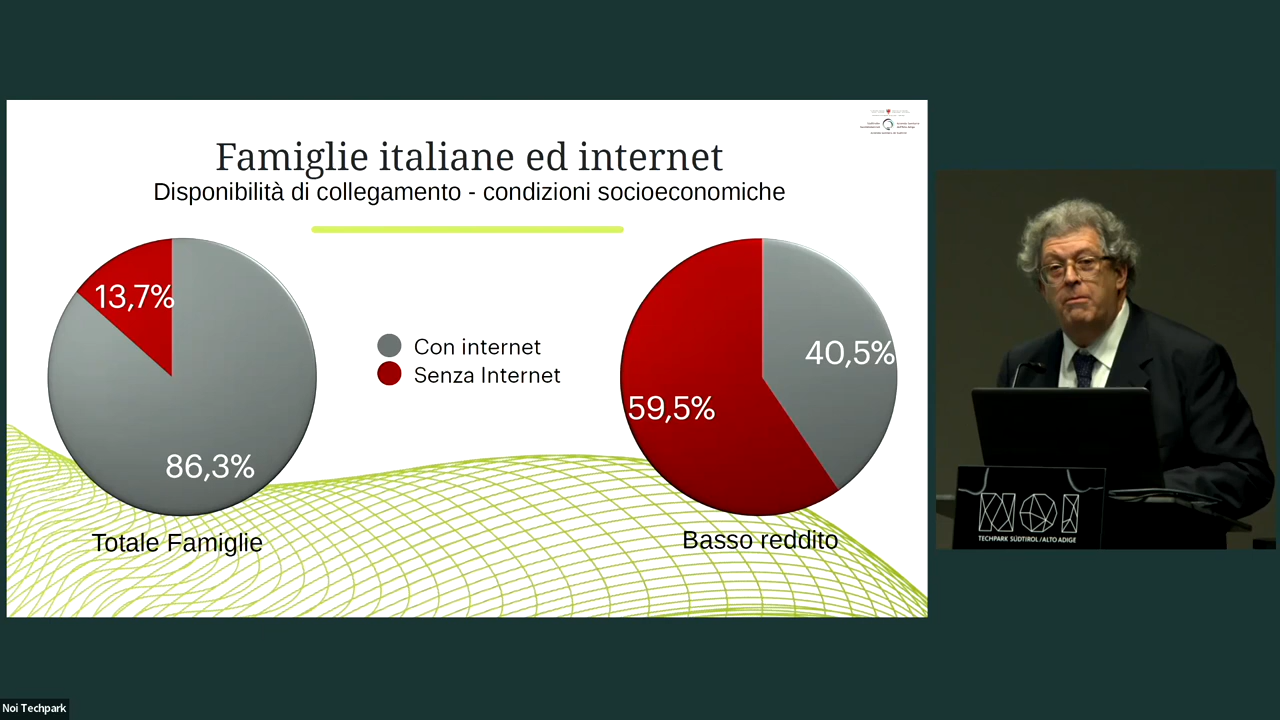 Famiglie italiane ed internet
Disponibilità di collegamento - condizioni socioeconomiche
13,7%
86,3%
Con internet
Senza Internet
40,5%
59,5%
Totale Famiglie
Basso reddito
NOI
TECHPARK SÜDTIROL/ALTO ADIGE
Noi Techpark